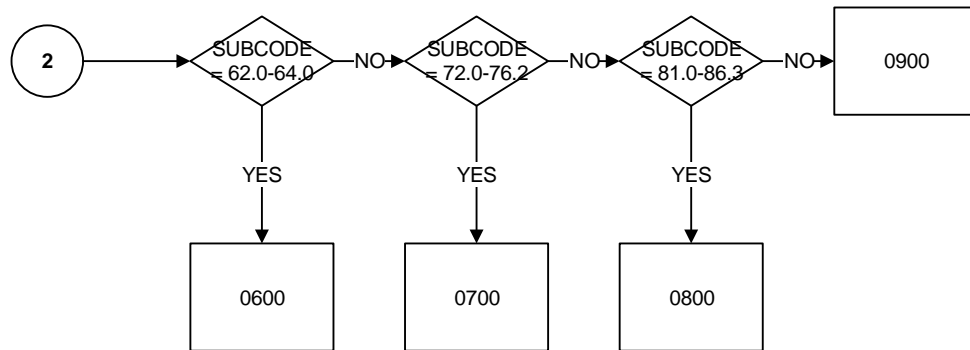 2
SUBCODE
= 62.0-64.0
NO
SUBCODE
= 72.0-76.2
NO
SUBCODE
= 81.0-86.3
NO
0900
YES
YES
YES
0600
0700
0800